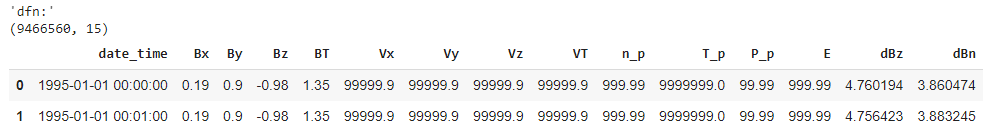 'dfn:'
(9466560, 15)
date_time Bx By Bz BT Vx Vy Vz VT n_p T_p P_p E dBz dBn
0 1995-01-01 00:00:00 0.19 0.9 -0.98 1.35 99999.9 99999.9 99999.9 99999.9 999.99 9999999.0 99.99 999.99 4.760194 3.860474
1 1995-01-01 00:01:00 0.19 0.9 -0.98 1.35 99999.9 99999.9 99999.9 99999.9 999.99 9999999.0 99.99 999.99 4.756423 3.883245